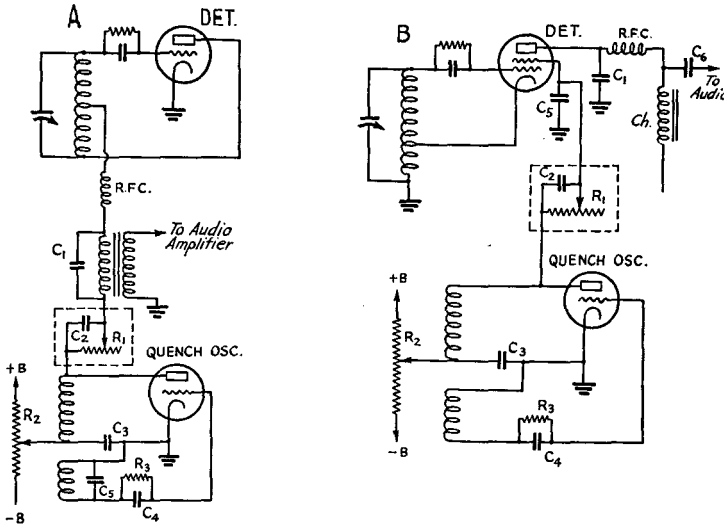 A
DET.
R.F.C.
To Audio
Amplifier
C1
C2
R1
QUENCH OSC.
+B
R2
C3
R3
C5
C4
-B
B
DET.
R.F.C.
C6
To
Audio
C1
C5
Ch.
C2
R1
QUENCH OSC.
+B
R2
C3
R3
C4
-B